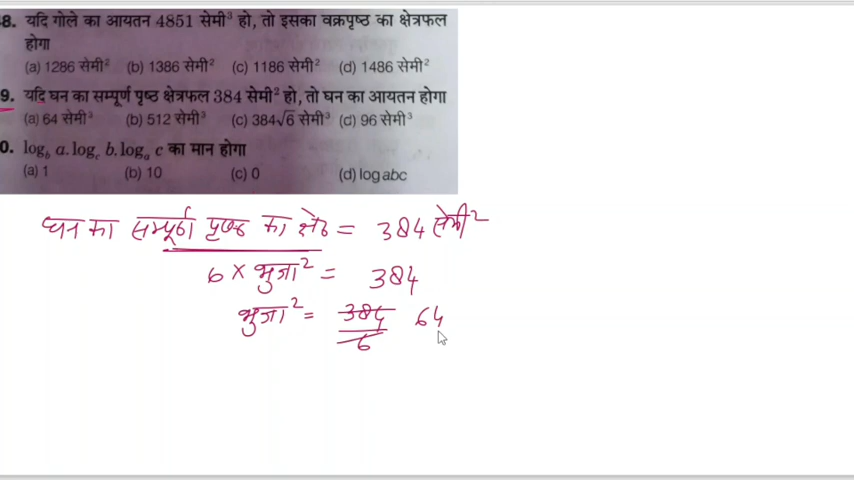 8. यदि गोले का आयतन 4851 सेमी³ हो, तो इसका वक्रपृष्ठ का क्षेत्रफल
होगा
(a) 1286 सेमी² (b) 1386 सेमी² (c) 1186 सेमी² (d) 1486 सेमी²
9. यदि घन का सम्पूर्ण पृष्ठ क्षेत्रफल 384 सेमी² हो, तो घन का आयतन होगा
(a) 64 सेमी³ (b) 512 सेमी³ (c) 384√6 सेमी³ (d) 96 सेमी³
0. log_b a. log_c b. log_a c का मान होगा
(a) 1 (b) 10 (c) 0 (d) log abc
घन का सम्पूर्ण पृष्ठ का क्षे० = 384 सेमी²
6 × भुजा² = 384
भुजा² = 384/6 64